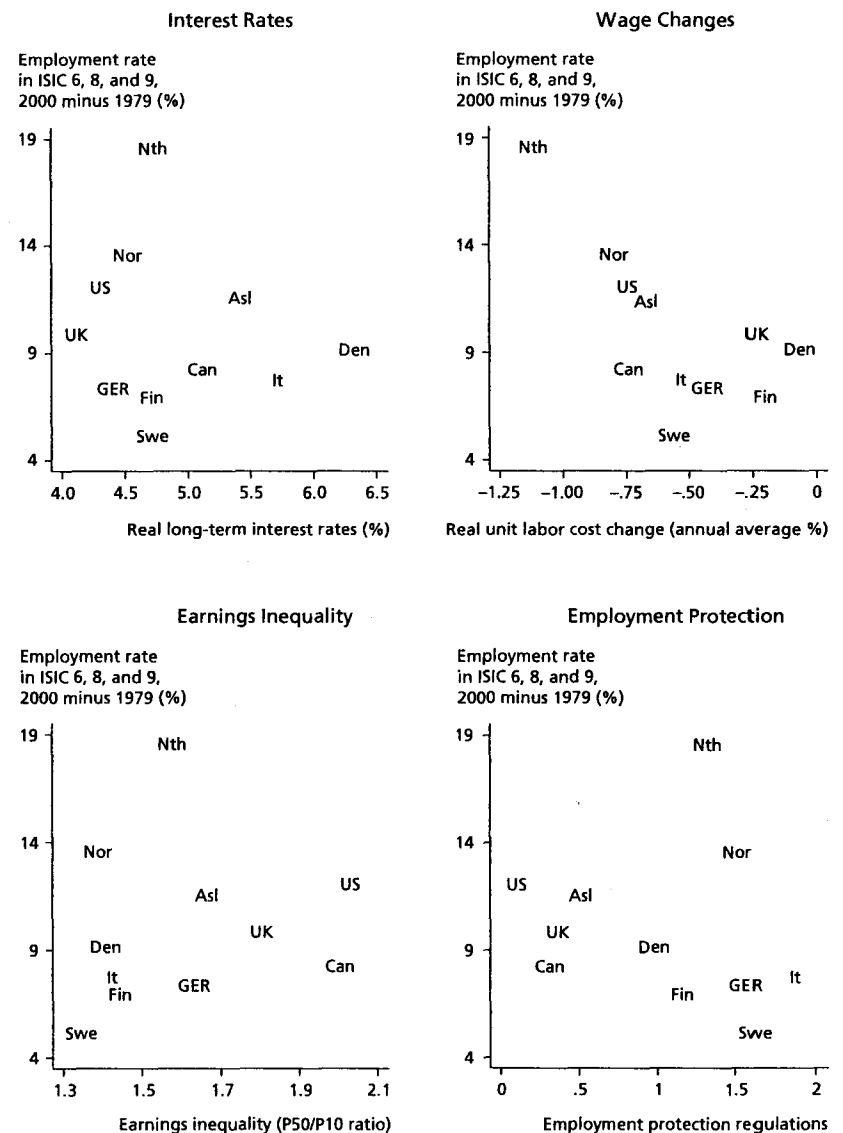 Interest Rates
Employment rate
in ISIC 6, 8, and 9,
2000 minus 1979 (%)
19
Nth
14
Nor
US
Asl
UK
9
Den
Can
GER
It
Fin
Swe
4
4.0 4.5 5.0 5.5 6.0 6.5
Real long-term interest rates (%)
Wage Changes
Employment rate
in ISIC 6, 8, and 9,
2000 minus 1979 (%)
19
Nth
14
Nor
US
Asl
UK
9
Den
Can
It
GER
Fin
Swe
4
−1.25 −1.00 −.75 −.50 −.25 0
Real unit labor cost change (annual average %)
Earnings Inequality
Employment rate
in ISIC 6, 8, and 9,
2000 minus 1979 (%)
19
Nth
14
Nor
US
Asl
UK
9
Den
Can
It
GER
Fin
Swe
4
1.3 1.5 1.7 1.9 2.1
Earnings inequality (P50/P10 ratio)
Employment Protection
Employment rate
in ISIC 6, 8, and 9,
2000 minus 1979 (%)
19
Nth
14
Nor
US
Asl
UK
9
Den
Can
It
GER
Fin
Swe
4
0 .5 1 1.5 2
Employment protection regulations